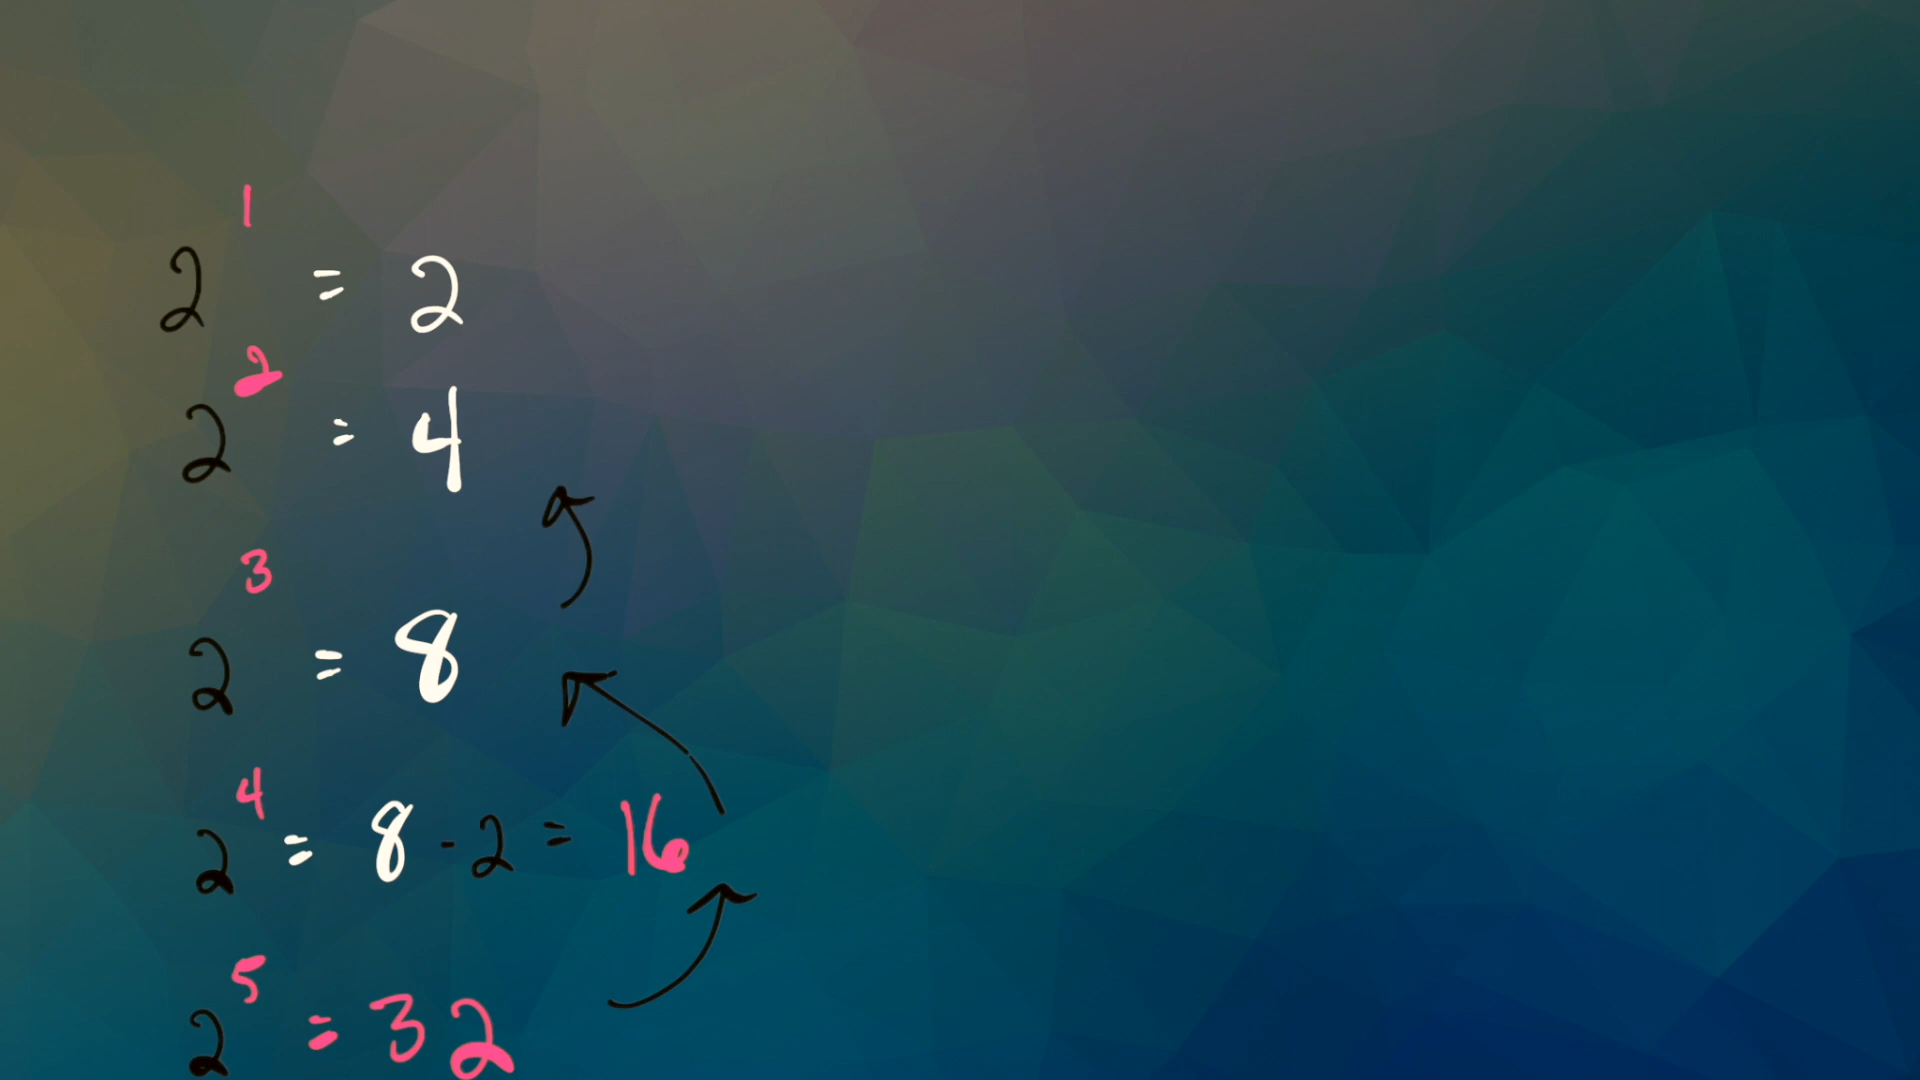 2¹ = 2
2² = 4
2³ = 8
2⁴ = 8 · 2 = 16
2⁵ = 32